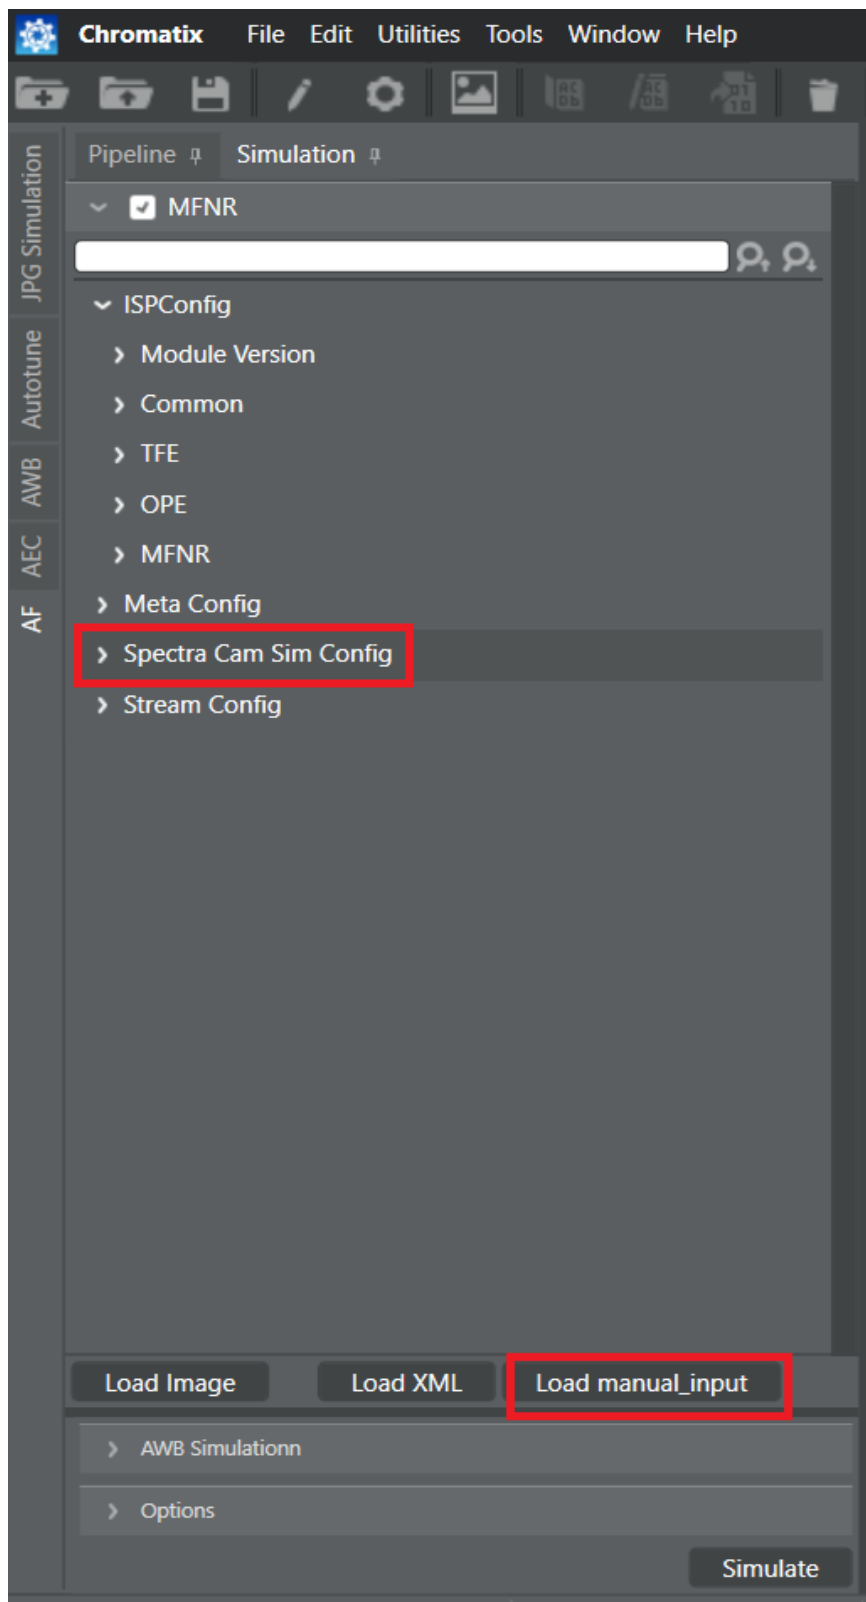 Chromatix File Edit Utilities Tools Window Help
Pipeline Simulation
JPG Simulation
Autotune
AWB
AEC
AF
MFNR
ISPConfig
Module Version
Common
TFE
OPE
MFNR
Meta Config
Spectra Cam Sim Config
Stream Config
Load Image Load XML Load manual_input
AWB Simulationn
Options
Simulate